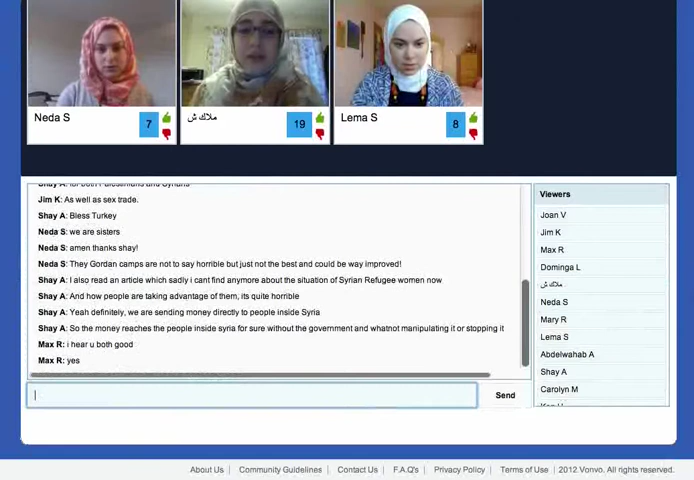 Neda S
7
ملاك ش
19
Lema S
8
Shay A: for both Palestinians and Syrians
Jim K: As well as sex trade.
Shay A: Bless Turkey
Neda S: we are sisters
Neda S: amen thanks shay!
Neda S: They Gordan camps are not to say horrible but just not the best and could be way improved!
Shay A: I also read an article which sadly i cant find anymore about the situation of Syrian Refugee women now
Shay A: And how people are taking advantage of them, its quite horrible
Shay A: Yeah definitely, we are sending money directly to people inside Syria
Shay A: So the money reaches the people inside syria for sure without the government and whatnot manipulating it or stopping it
Max R: i hear u both good
Max R: yes
Send
Viewers
Joan V
Jim K
Max R
Dominga L
ملاك ش
Neda S
Mary R
Lema S
Abdelwahab A
Shay A
Carolyn M
About Us | Community Guidelines | Contact Us | F.A.Q's | Privacy Policy | Terms of Use | 2012 Vonvo. All rights reserved.